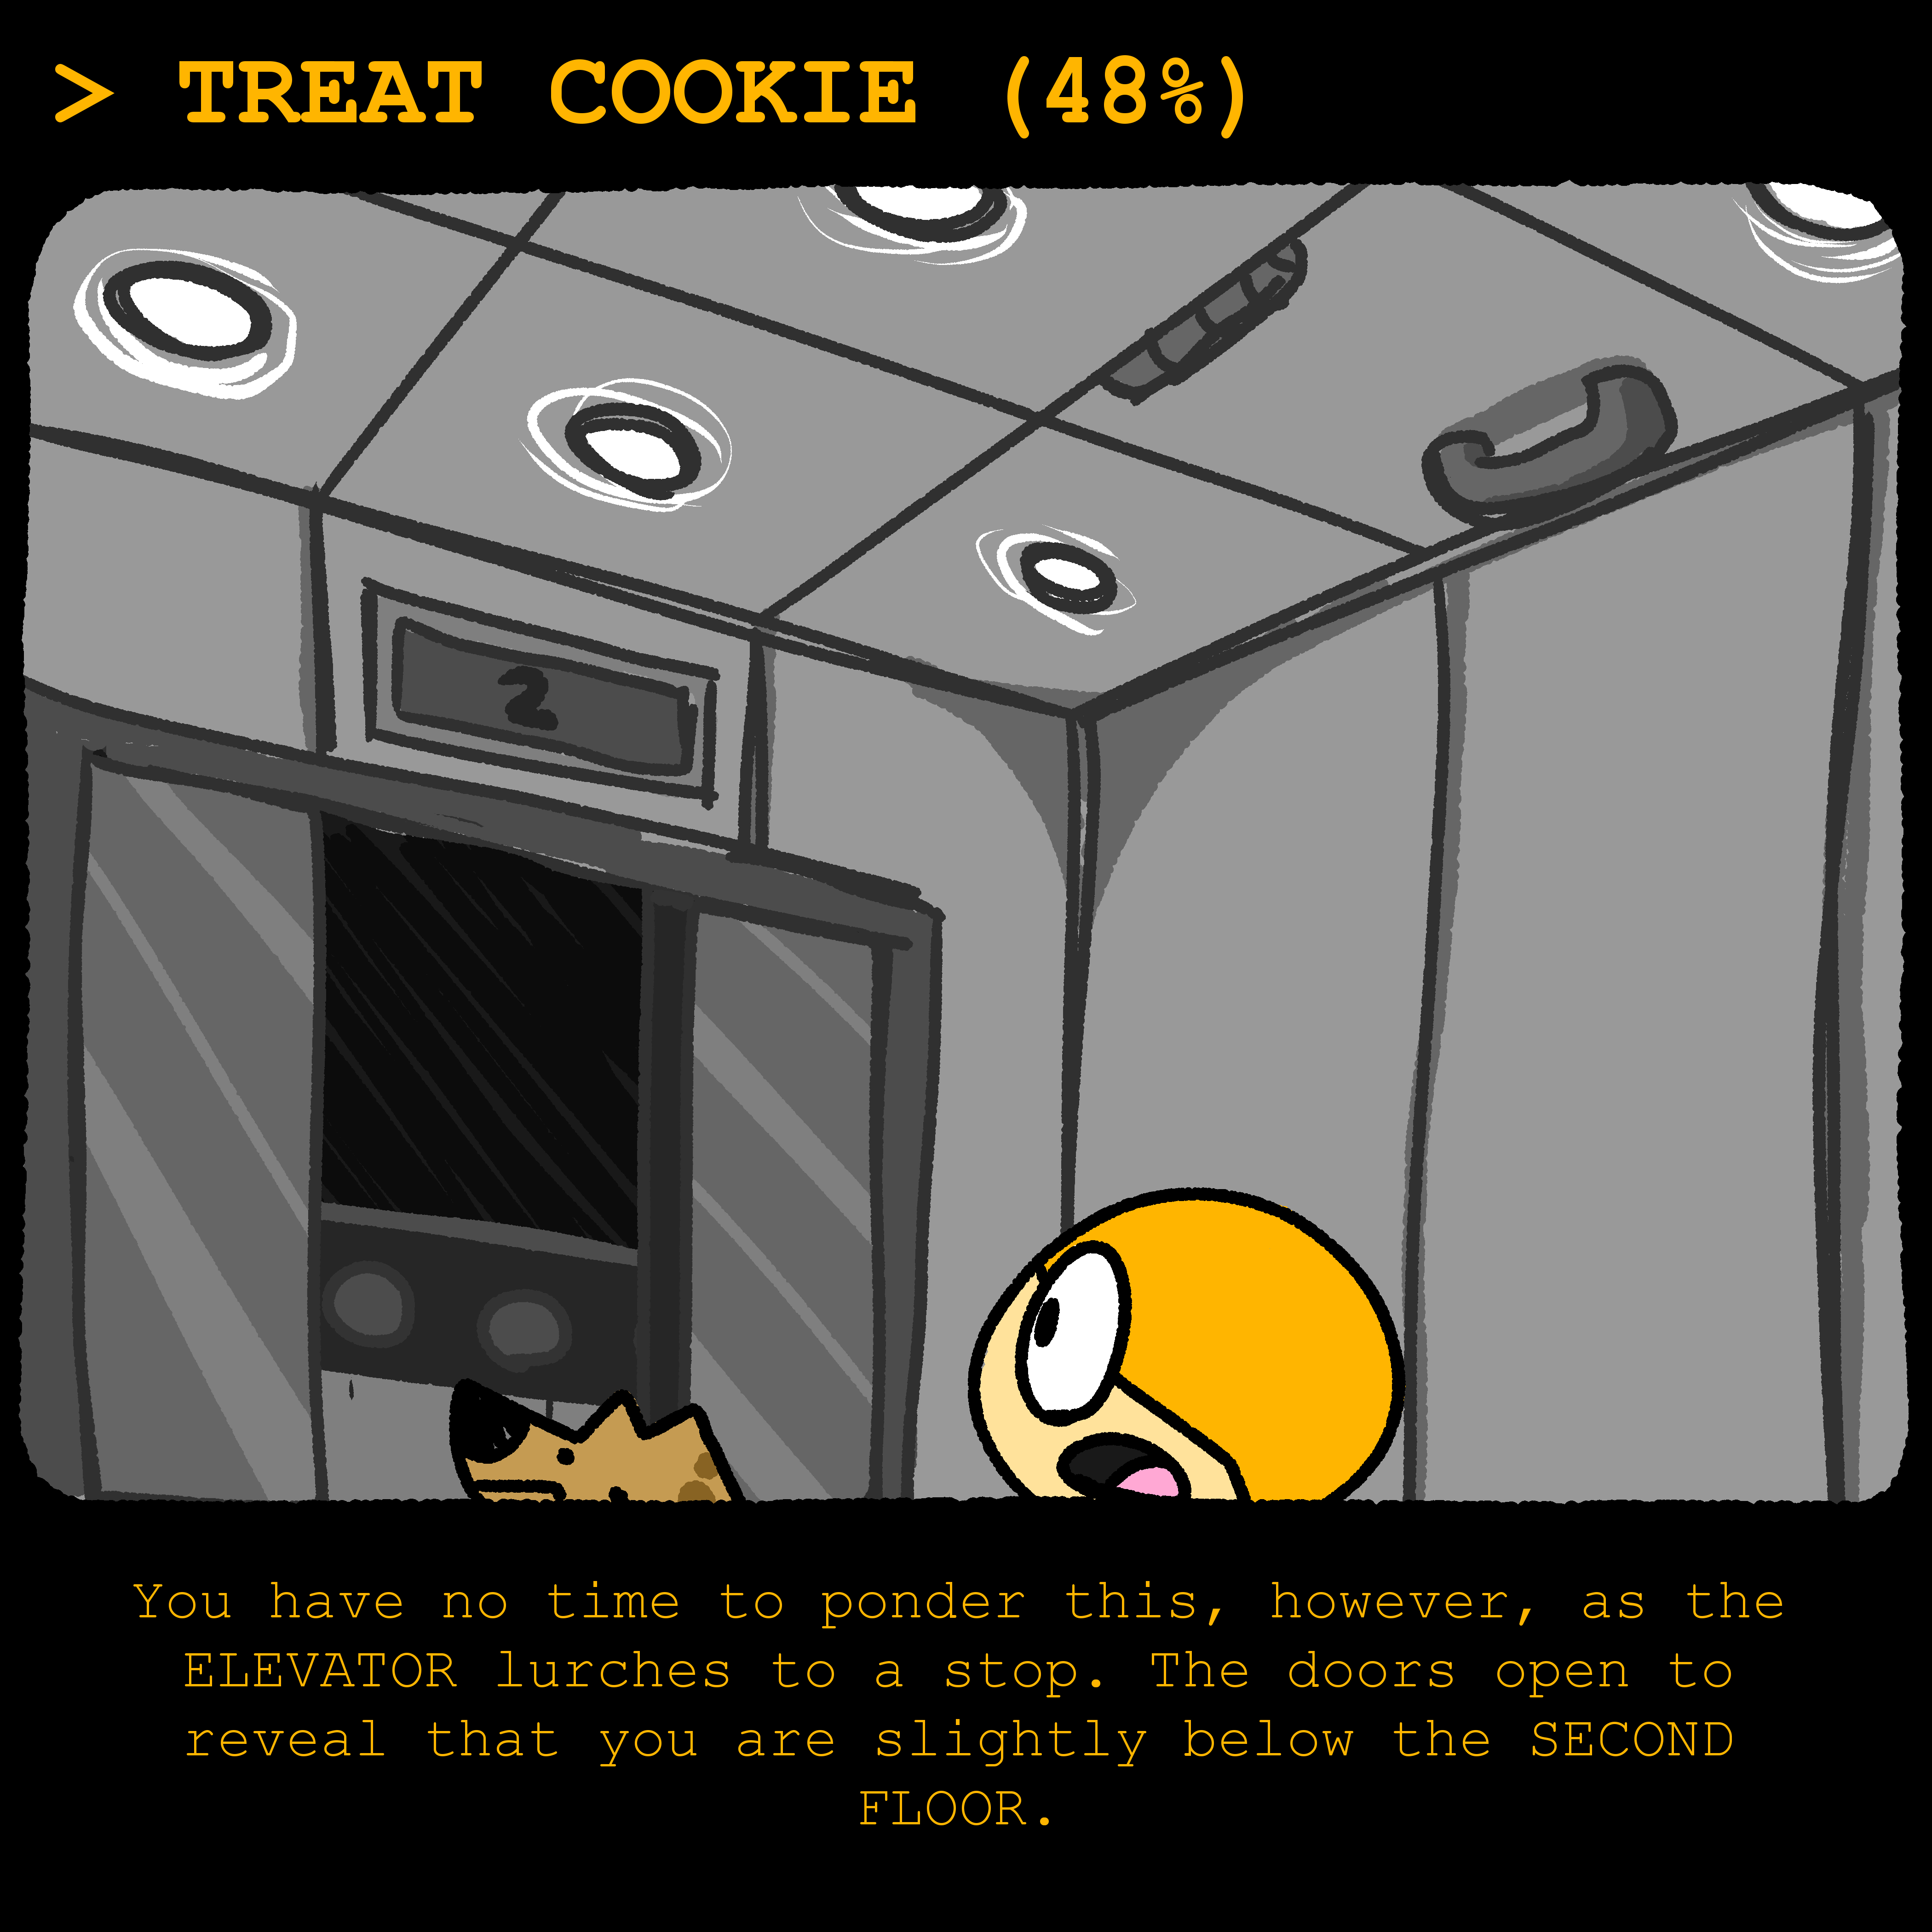 > TREAT COOKIE (48%)
2
You have no time to ponder this, however, as the
ELEVATOR lurches to a stop. The doors open to
reveal that you are slightly below the SECOND
FLOOR.